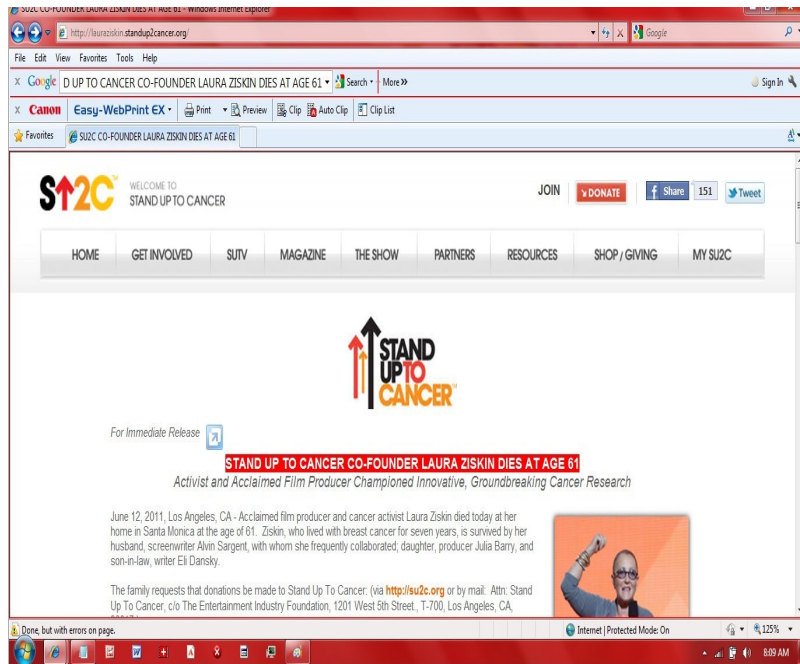 SU2C CO-FOUNDER LAURA ZISKIN DIES AT AGE 61 - Windows Internet Explorer
http://lauraziskin.standup2cancer.org/
Google
File Edit View Favorites Tools Help
x Google D UP TO CANCER CO-FOUNDER LAURA ZISKIN DIES AT AGE 61 Search More » Sign In
x Canon Easy-WebPrint EX Print Preview Clip Auto Clip Clip List
Favorites SU2C CO-FOUNDER LAURA ZISKIN DIES AT AGE 61
SU2C™ WELCOME TO
STAND UP TO CANCER
JOIN DONATE f Share 151 Tweet
HOME GET INVOLVED SUTV MAGAZINE THE SHOW PARTNERS RESOURCES SHOP / GIVING MY SU2C
STAND
UP TO
CANCER™
For Immediate Release
STAND UP TO CANCER CO-FOUNDER LAURA ZISKIN DIES AT AGE 61
Activist and Acclaimed Film Producer Championed Innovative, Groundbreaking Cancer Research
June 12, 2011, Los Angeles, CA - Acclaimed film producer and cancer activist Laura Ziskin died today at her
home in Santa Monica at the age of 61. Ziskin, who lived with breast cancer for seven years, is survived by her
husband, screenwriter Alvin Sargent, with whom she frequently collaborated; daughter, producer Julia Barry, and
son-in-law, writer Eli Dansky.
The family requests that donations be made to Stand Up To Cancer: (via http://su2c.org or by mail: Attn: Stand
Up To Cancer, c/o The Entertainment Industry Foundation, 1201 West 5th Street., T-700, Los Angeles, CA,
Done, but with errors on page. Internet | Protected Mode: On 125%
8:09 AM